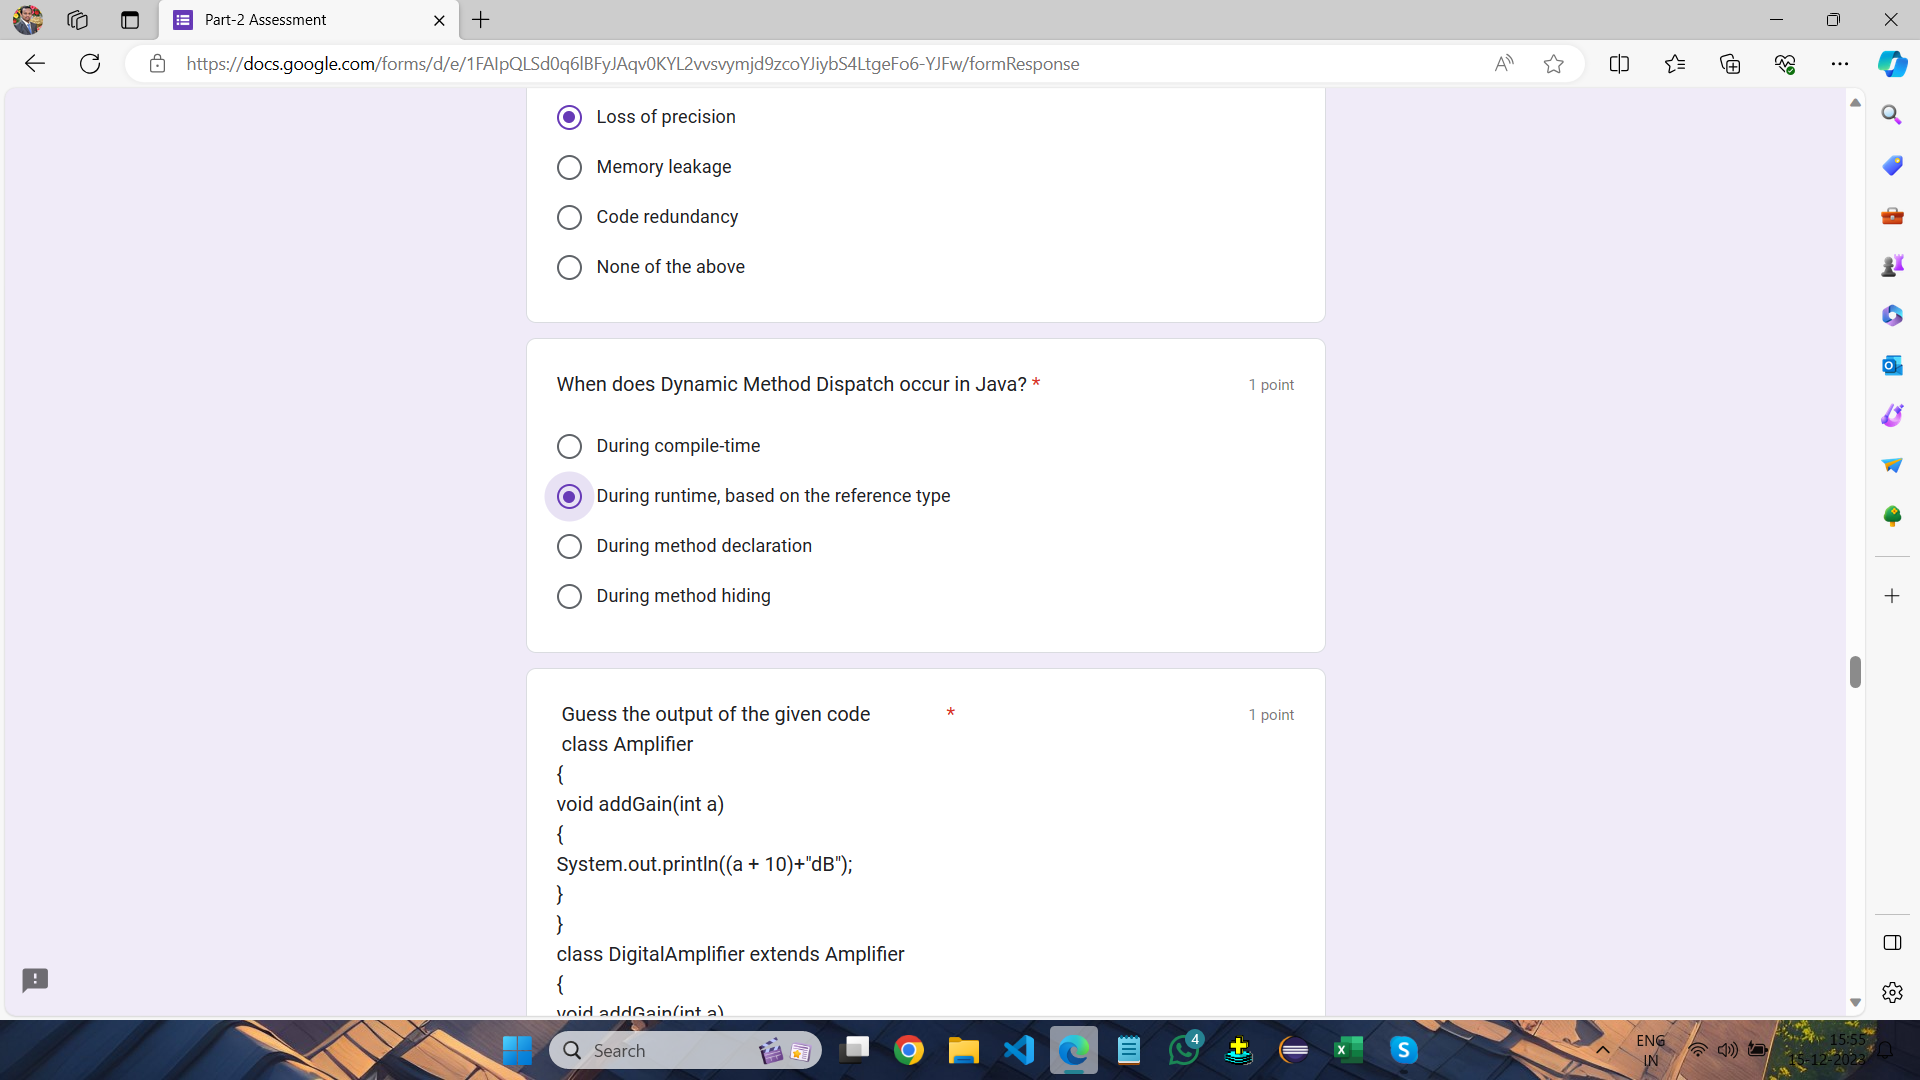 Part-2 Assessment
https://docs.google.com/forms/d/e/1FAIpQLSd0q6lBFyJAqv0KYL2vvsvymjd9zcoYJiybS4LtgeFo6-YJFw/formResponse
Loss of precision
Memory leakage
Code redundancy
None of the above
When does Dynamic Method Dispatch occur in Java? *
1 point
During compile-time
During runtime, based on the reference type
During method declaration
During method hiding
Guess the output of the given code *
1 point
class Amplifier
{
void addGain(int a)
{
System.out.println((a + 10)+"dB");
}
}
class DigitalAmplifier extends Amplifier
{
void addGain(int a)
Search
4
ENG
IN
15:55
15-12-2023